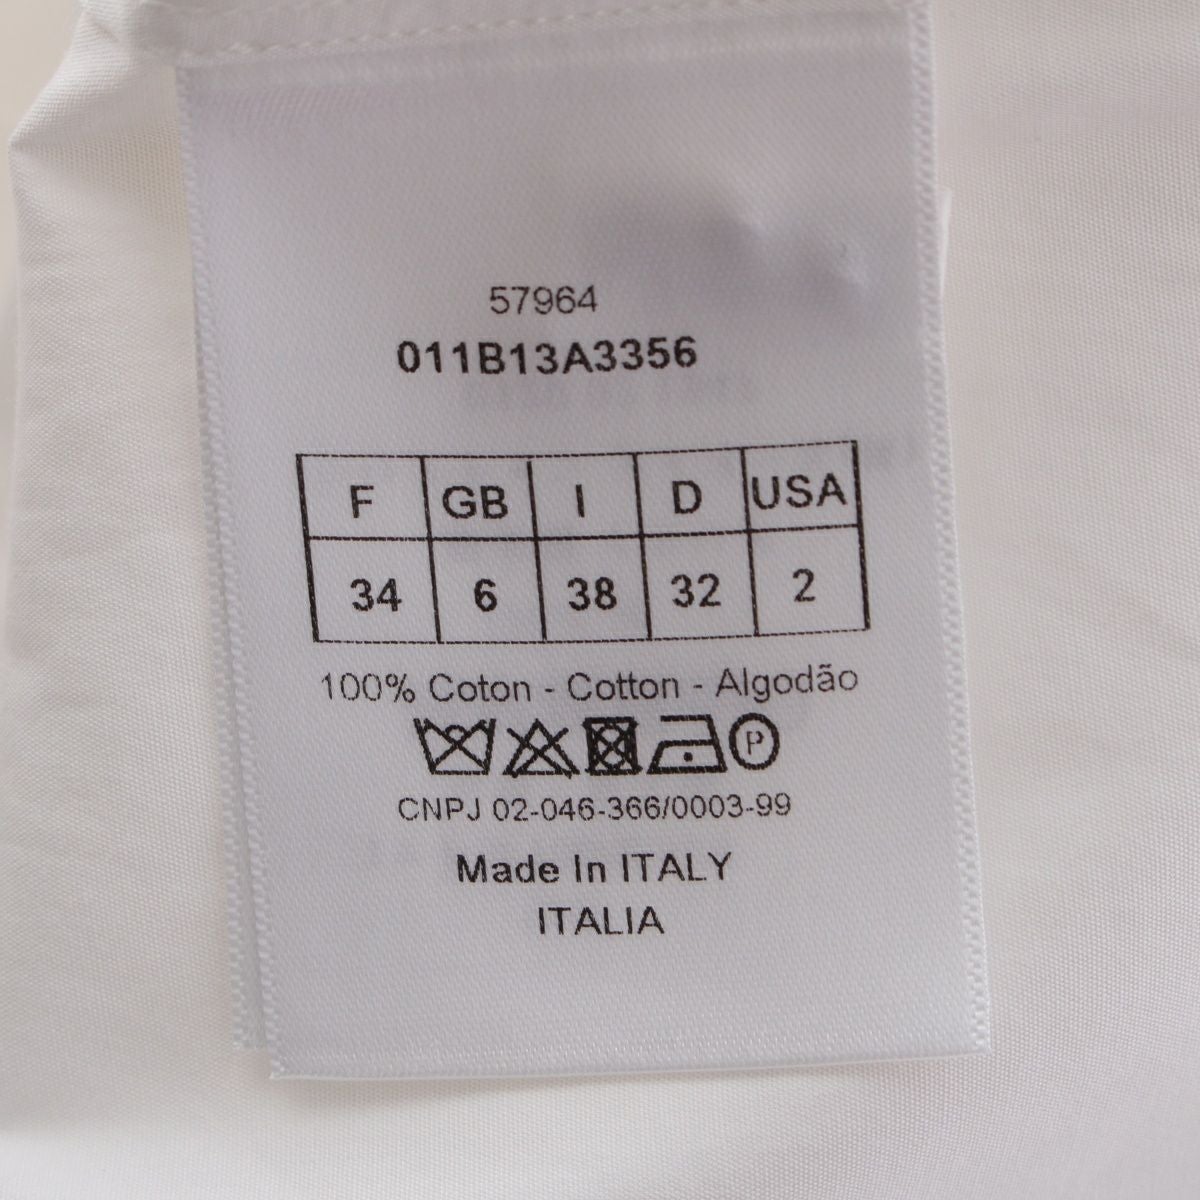 57964
011B13A3356
F GB I D USA
34 6 38 32 2
100% Coton - Cotton - Algodão
P
CNPJ 02-046-366/0003-99
Made In ITALY
ITALIA